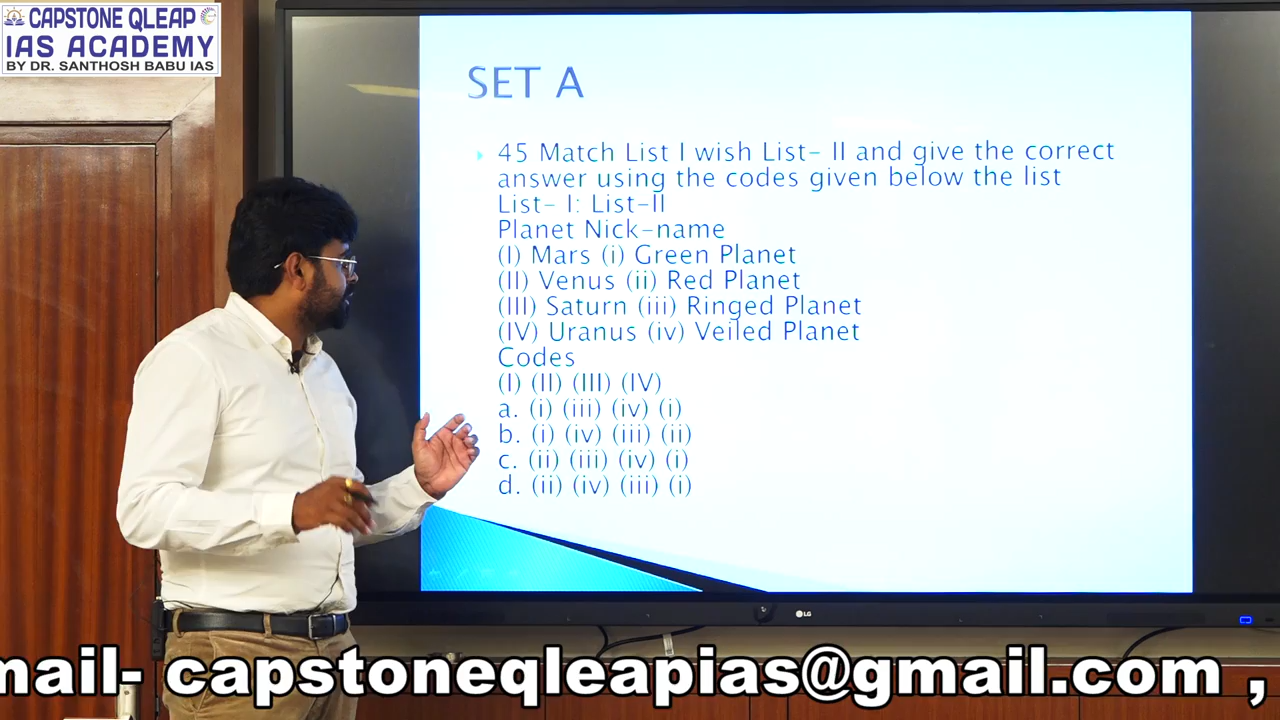 CAPSTONE QLEAP
IAS ACADEMY
BY DR. SANTHOSH BABU IAS
SET A
45 Match List I wish List- II and give the correct
answer using the codes given below the list
List- I: List-II
Planet Nick-name
(I) Mars (i) Green Planet
(II) Venus (ii) Red Planet
(III) Saturn (iii) Ringed Planet
(IV) Uranus (iv) Veiled Planet
Codes
(I) (II) (III) (IV)
a. (i) (iii) (iv) (i)
b. (i) (iv) (iii) (ii)
c. (ii) (iii) (iv) (i)
d. (ii) (iv) (iii) (i)
LG
mail- capstoneqleapias@gmail.com ,